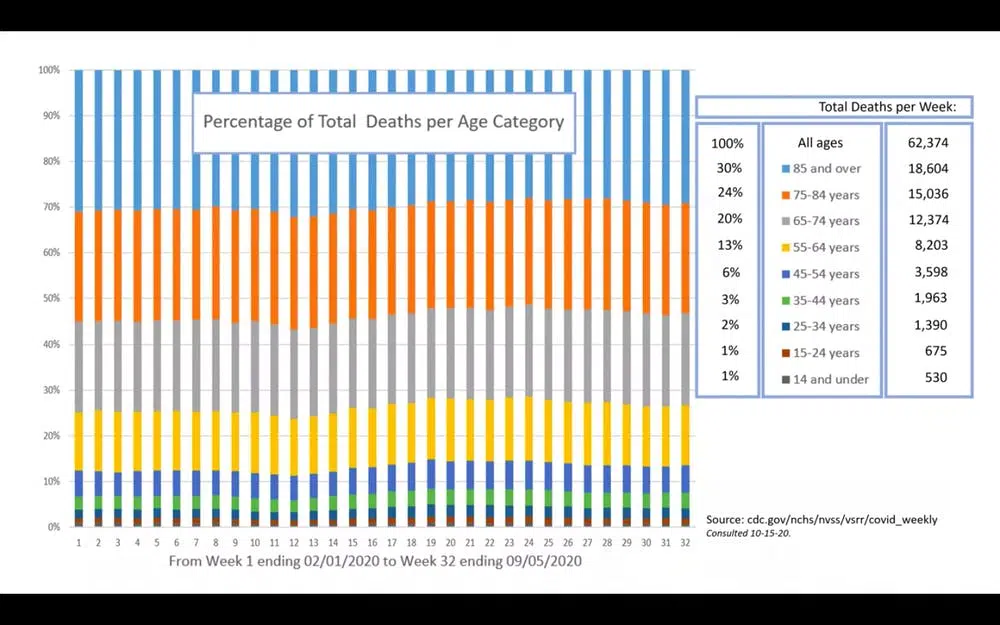 Percentage of Total Deaths per Age Category
100%
90%
80%
70%
60%
50%
40%
30%
20%
10%
0%
1 2 3 4 5 6 7 8 9 10 11 12 13 14 15 16 17 18 19 20 21 22 23 24 25 26 27 28 29 30 31 32
From Week 1 ending 02/01/2020 to Week 32 ending 09/05/2020
Total Deaths per Week:
100% All ages 62,374
30% 85 and over 18,604
24% 75-84 years 15,036
20% 65-74 years 12,374
13% 55-64 years 8,203
6% 45-54 years 3,598
3% 35-44 years 1,963
2% 25-34 years 1,390
1% 15-24 years 675
1% 14 and under 530
Source: cdc.gov/nchs/nvss/vsrr/covid_weekly
Consulted 10-15-20.